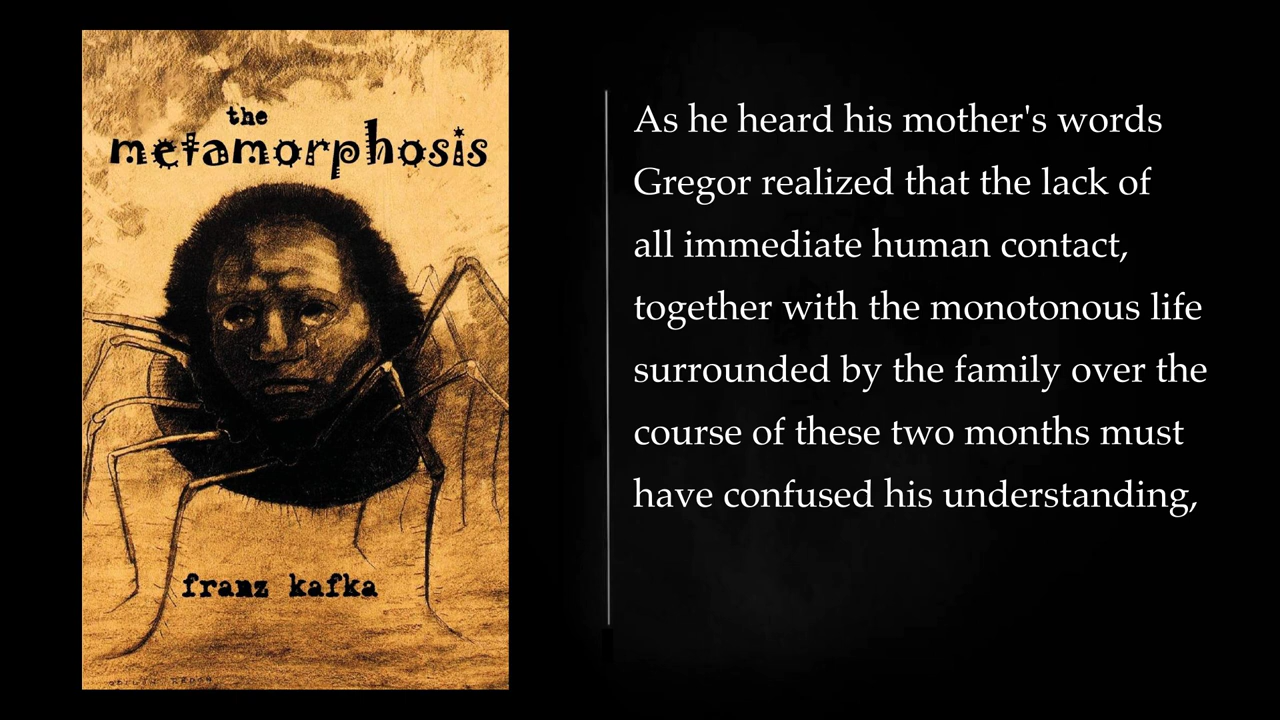 the
metamorphosis
franz kafka
As he heard his mother's words
Gregor realized that the lack of
all immediate human contact,
together with the monotonous life
surrounded by the family over the
course of these two months must
have confused his understanding,